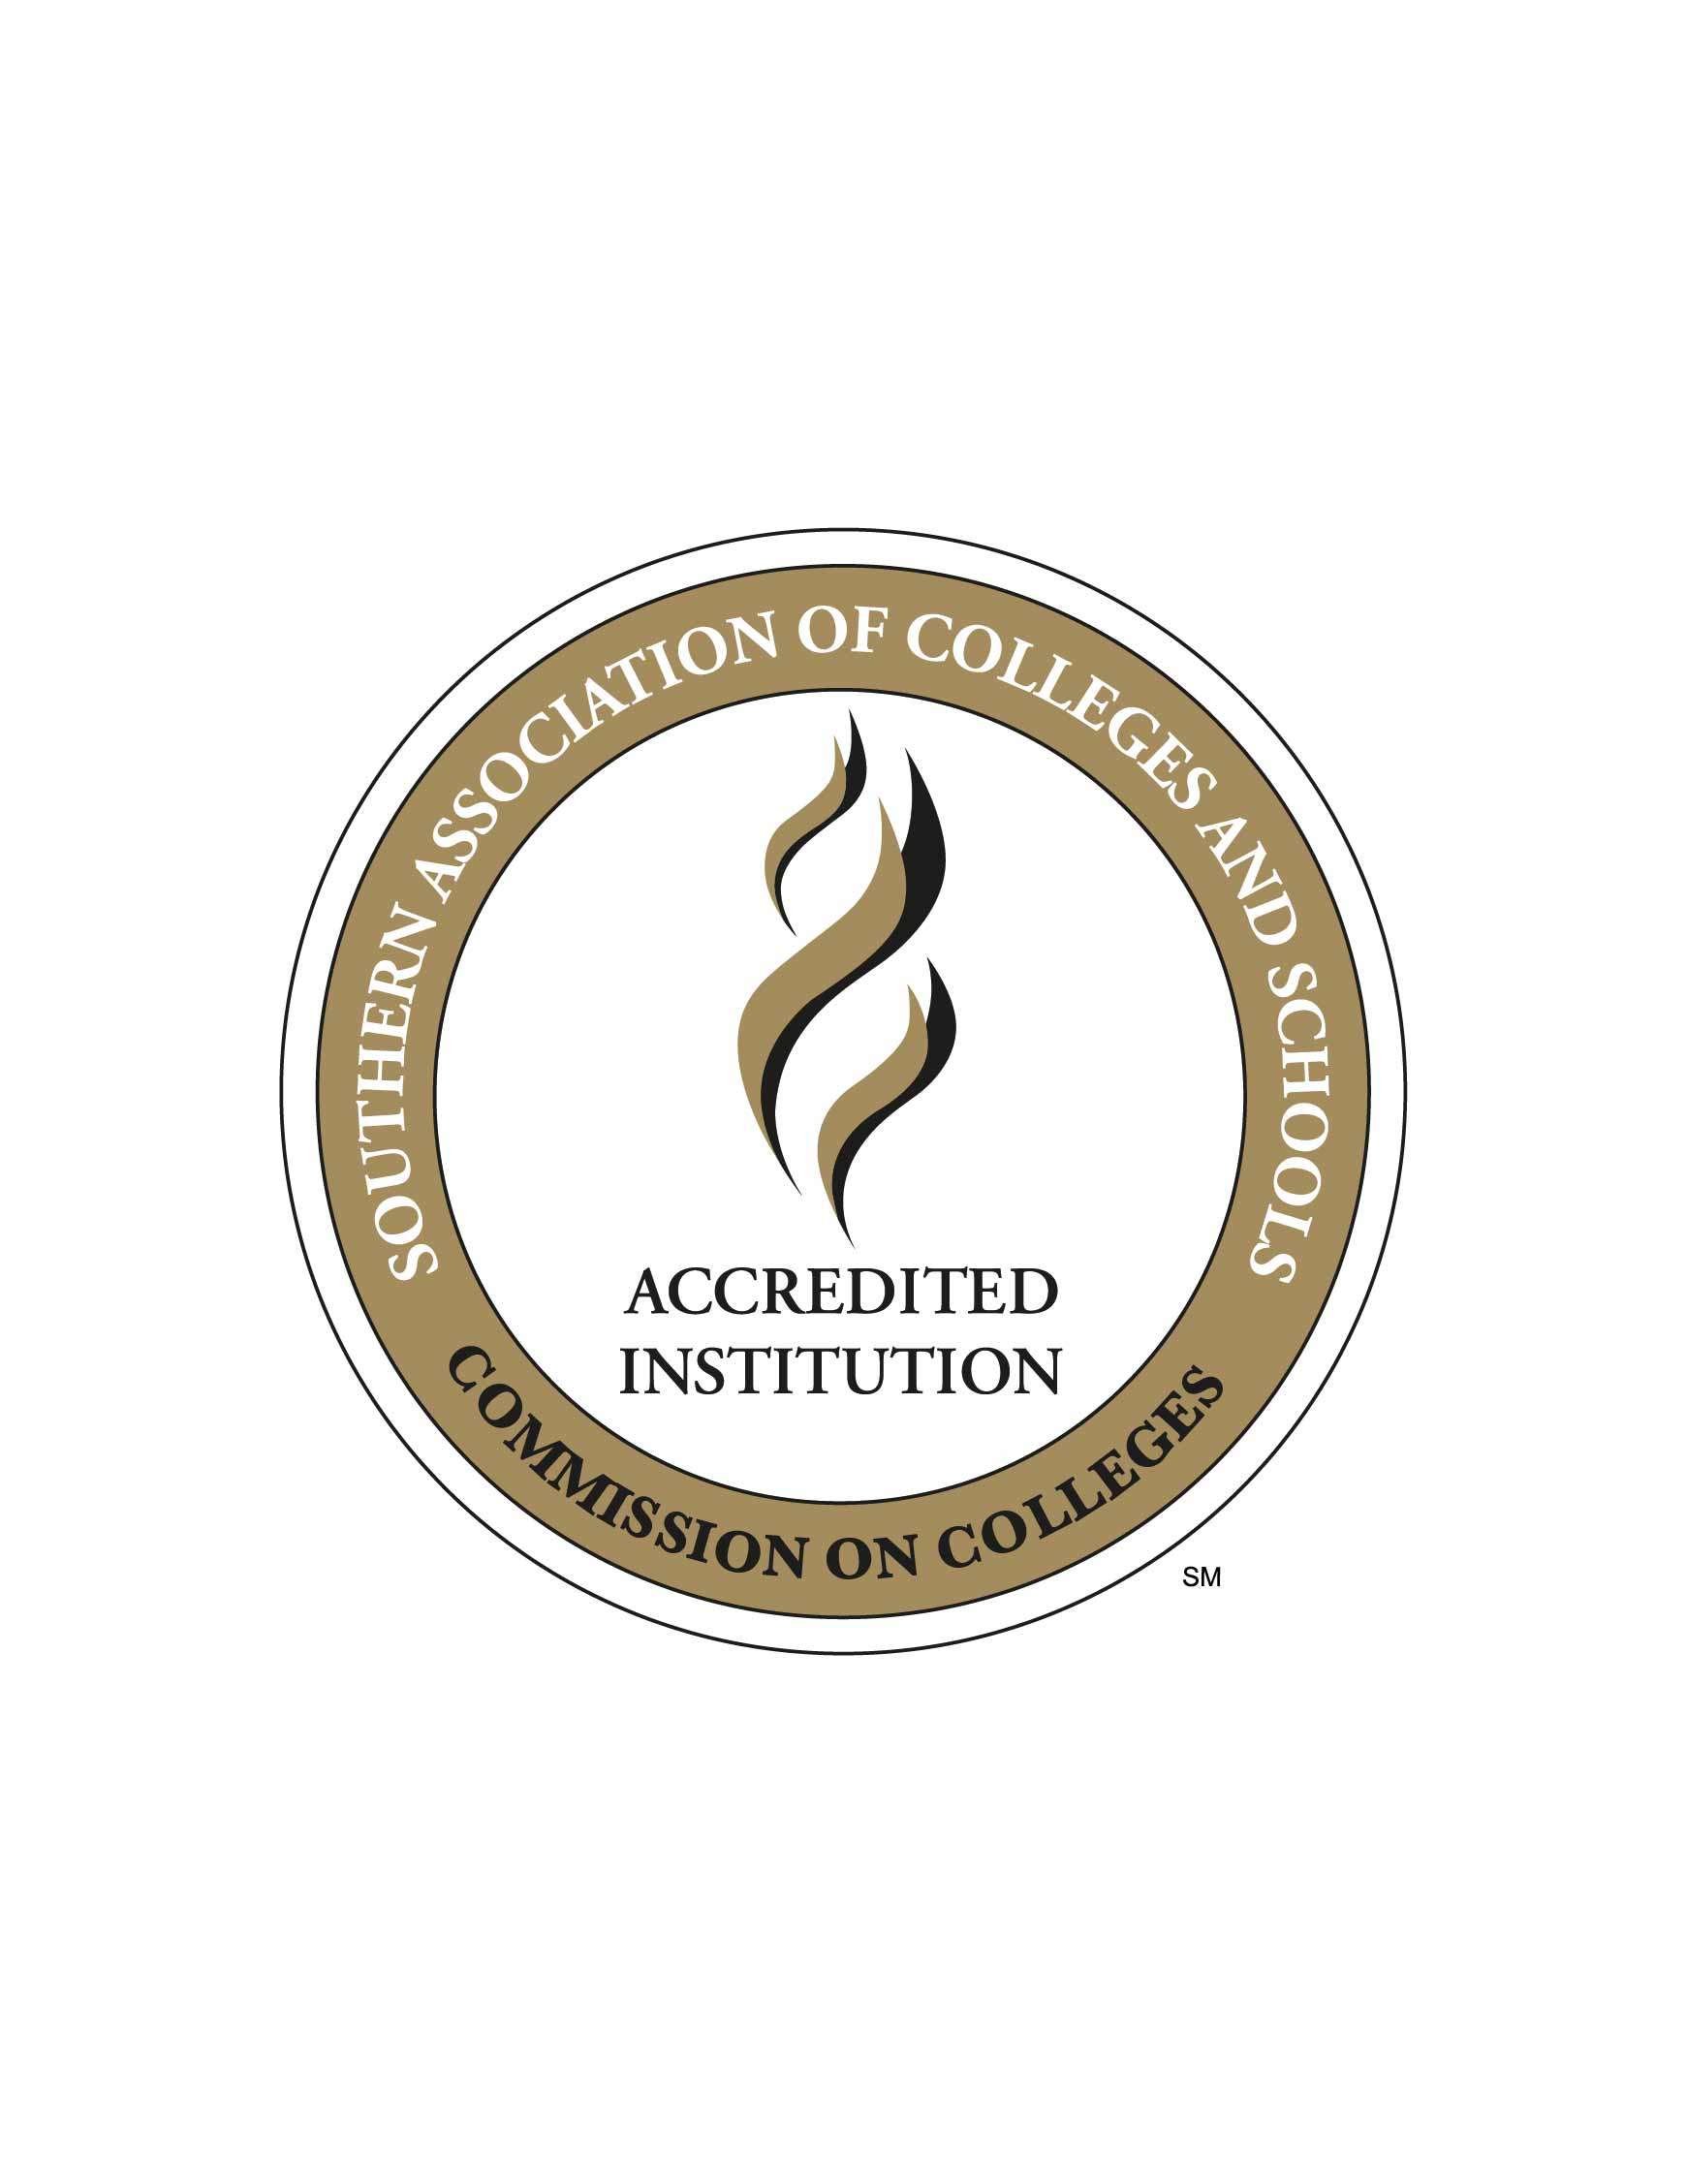 SOUTHERN ASSOCIATION OF COLLEGES AND SCHOOLS
ACCREDITED
INSTITUTION
COMMISSION ON COLLEGES
SM